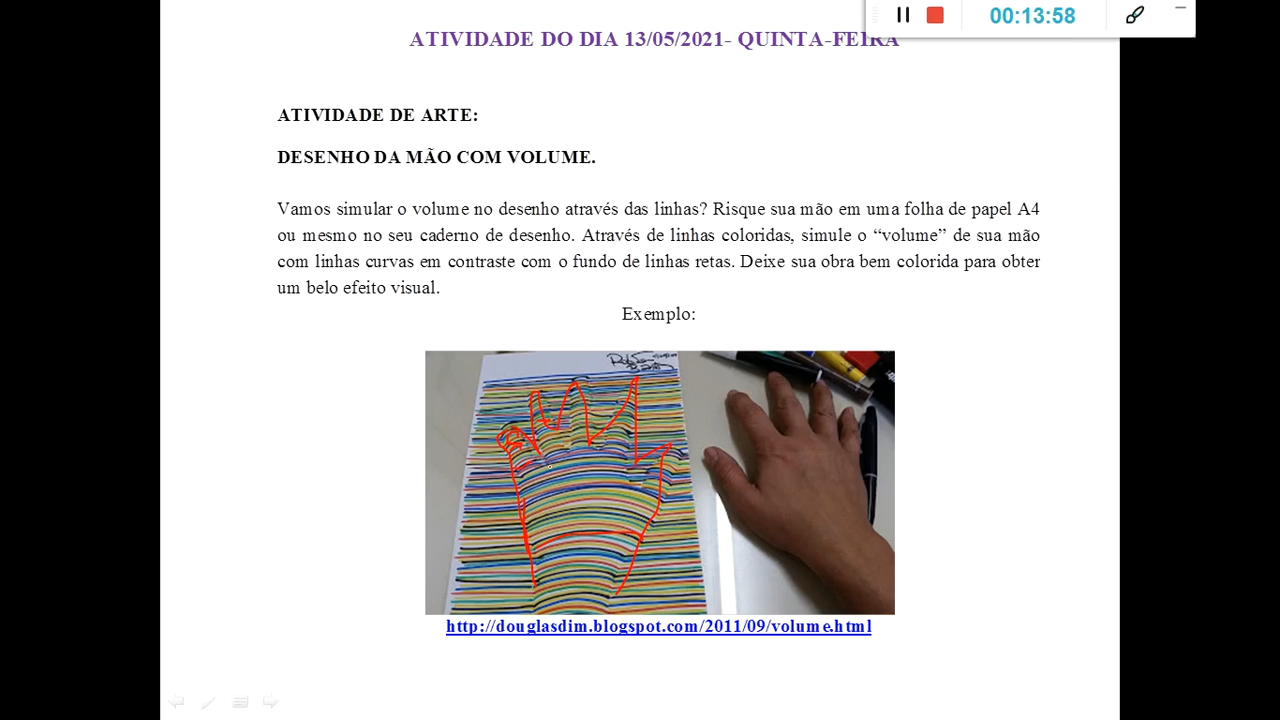 00:13:58
ATIVIDADE DO DIA 13/05/2021- QUINTA-FEIRA
ATIVIDADE DE ARTE:
DESENHO DA MÃO COM VOLUME.
Vamos simular o volume no desenho através das linhas? Risque sua mão em uma folha de papel A4
ou mesmo no seu caderno de desenho. Através de linhas coloridas, simule o “volume” de sua mão
com linhas curvas em contraste com o fundo de linhas retas. Deixe sua obra bem colorida para obter
um belo efeito visual.
Exemplo:
http://douglasdim.blogspot.com/2011/09/volume.html